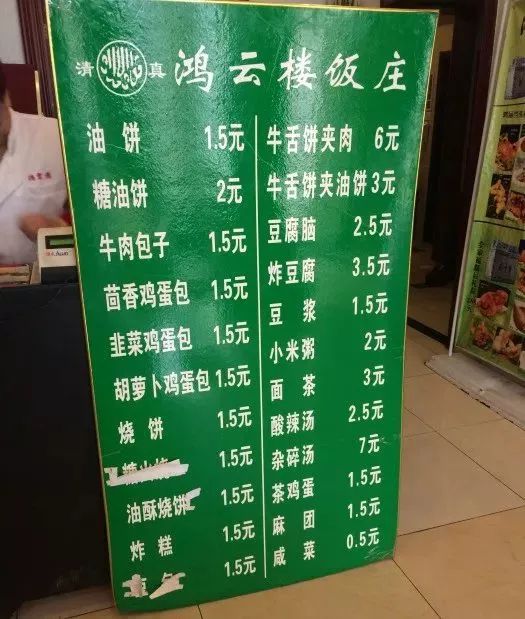 清真 鸿云楼饭庄
油饼 1.5元
糖油饼 2元
牛肉包子 1.5元
茴香鸡蛋包 1.5元
韭菜鸡蛋包 1.5元
胡萝卜鸡蛋包 1.5元
烧饼 1.5元
糖火烧 1.5元
油酥烧饼 1.5元
炸糕 1.5元
1.5元
牛舌饼夹肉 6元
牛舌饼夹油饼 3元
豆腐脑 2.5元
炸豆腐 3.5元
豆浆 1.5元
小米粥 2元
面茶 3元
酸辣汤 2.5元
杂碎汤 7元
茶鸡蛋 1.5元
麻团 1.5元
咸菜 0.5元